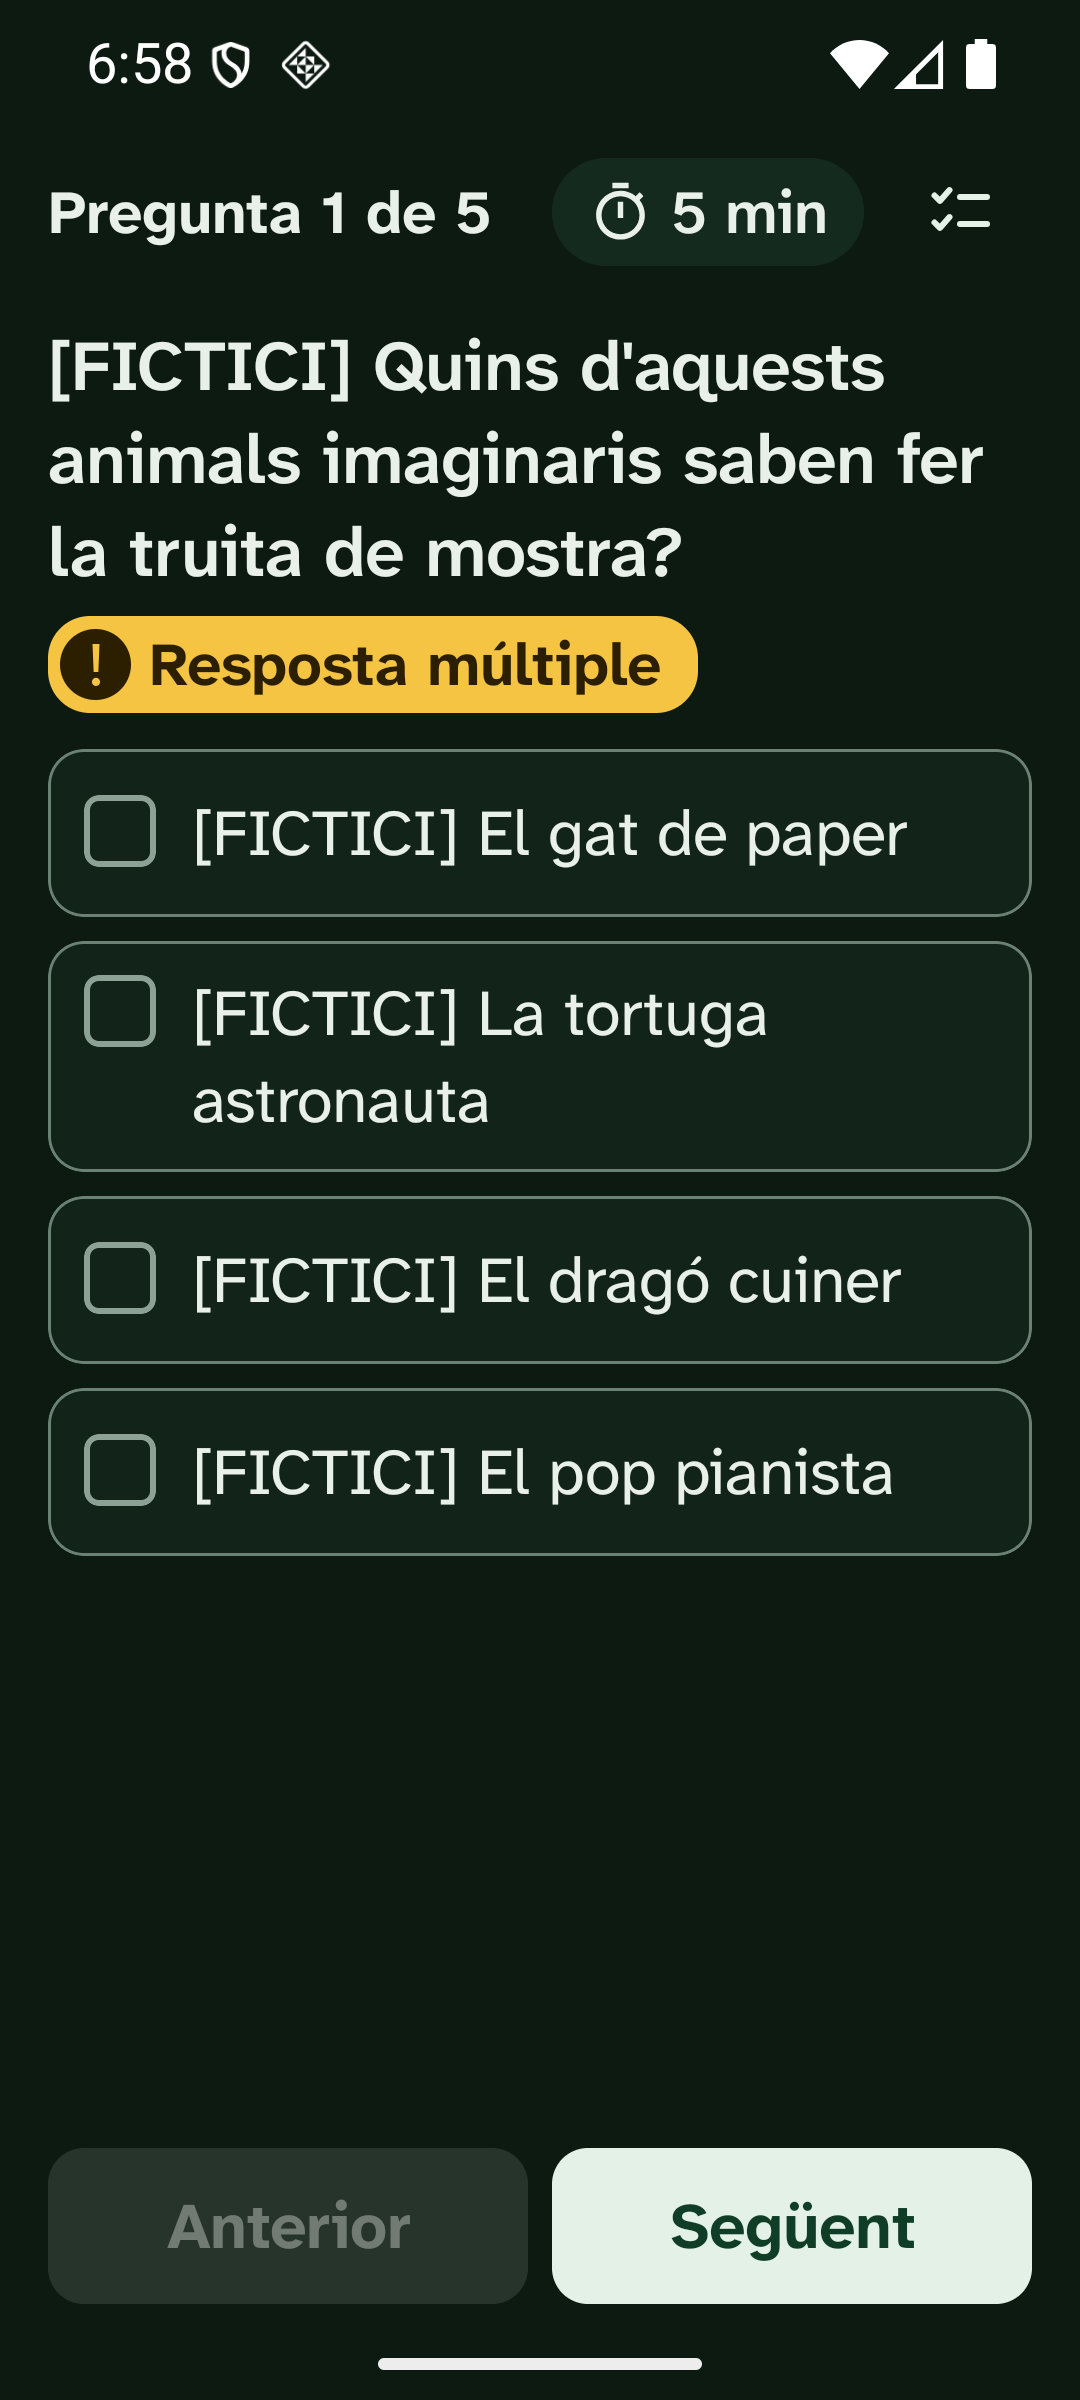 6:58
Pregunta 1 de 5
5 min
[FICTICI] Quins d'aquests
animals imaginaris saben fer
la truita de mostra?
! Resposta múltiple
[FICTICI] El gat de paper
[FICTICI] La tortuga
astronauta
[FICTICI] El dragó cuiner
[FICTICI] El pop pianista
Anterior
Següent